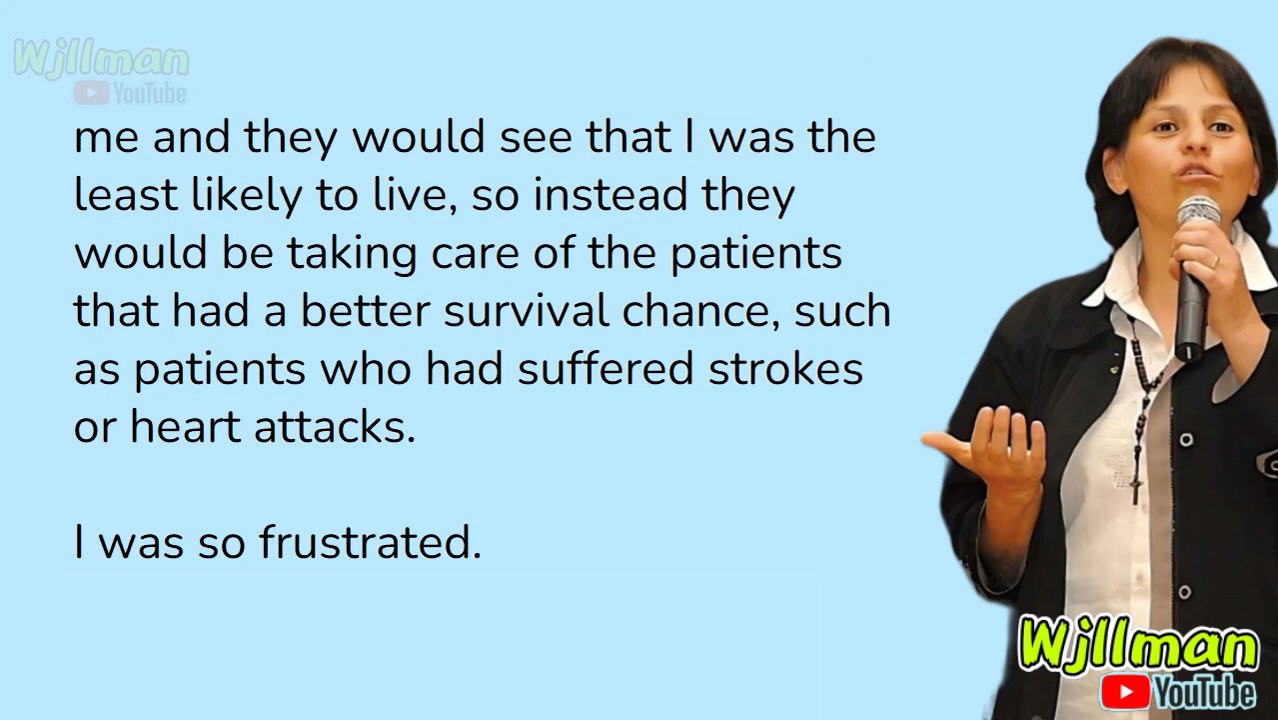 Wjllman
YouTube
me and they would see that I was the
least likely to live, so instead they
would be taking care of the patients
that had a better survival chance, such
as patients who had suffered strokes
or heart attacks.
I was so frustrated.
Wjllman
YouTube